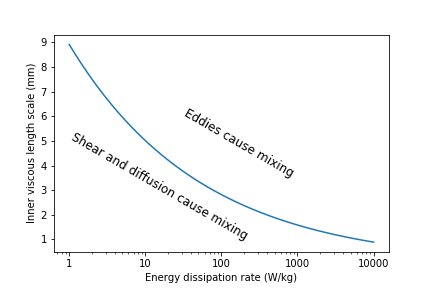 9
8
7
6
5
4
3
2
1
Inner viscous length scale (mm)
Eddies cause mixing
Shear and diffusion cause mixing
1 10 100 1000 10000
Energy dissipation rate (W/kg)